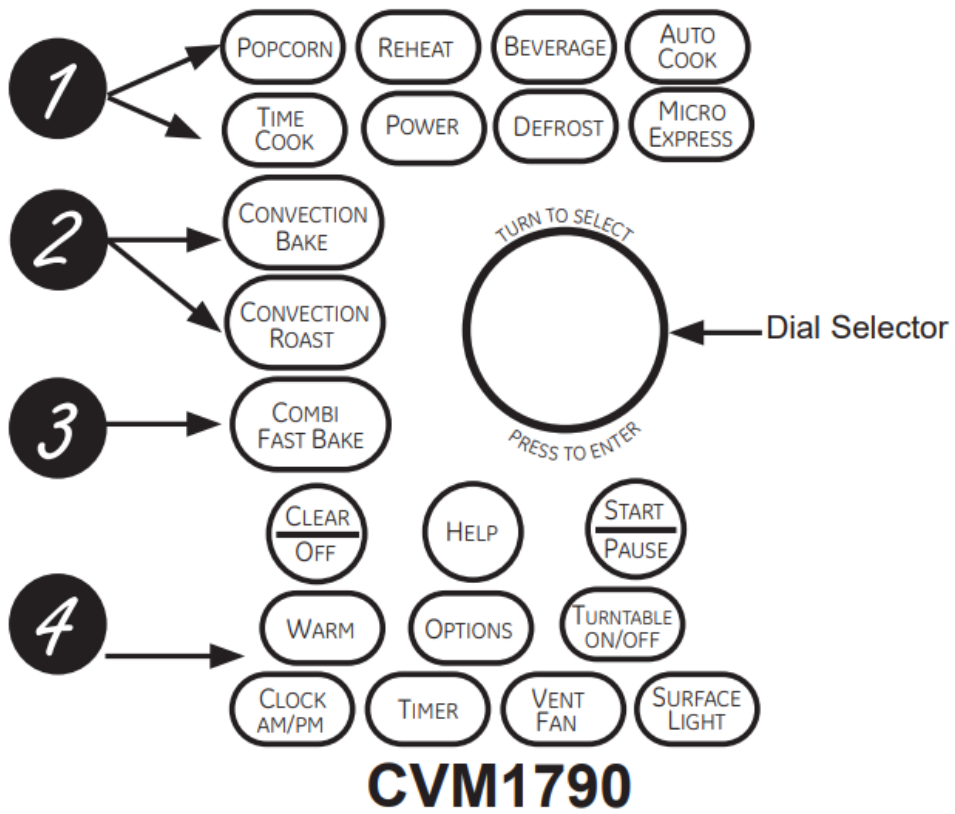 1
POPCORN
REHEAT
BEVERAGE
AUTO
COOK
TIME
COOK
POWER
DEFROST
MICRO
EXPRESS
2
CONVECTION
BAKE
CONVECTION
ROAST
TURN TO SELECT
PRESS TO ENTER
Dial Selector
3
COMBI
FAST BAKE
CLEAR
OFF
HELP
START
PAUSE
4
WARM
OPTIONS
TURNTABLE
ON/OFF
CLOCK
AM/PM
TIMER
VENT
FAN
SURFACE
LIGHT
CVM1790